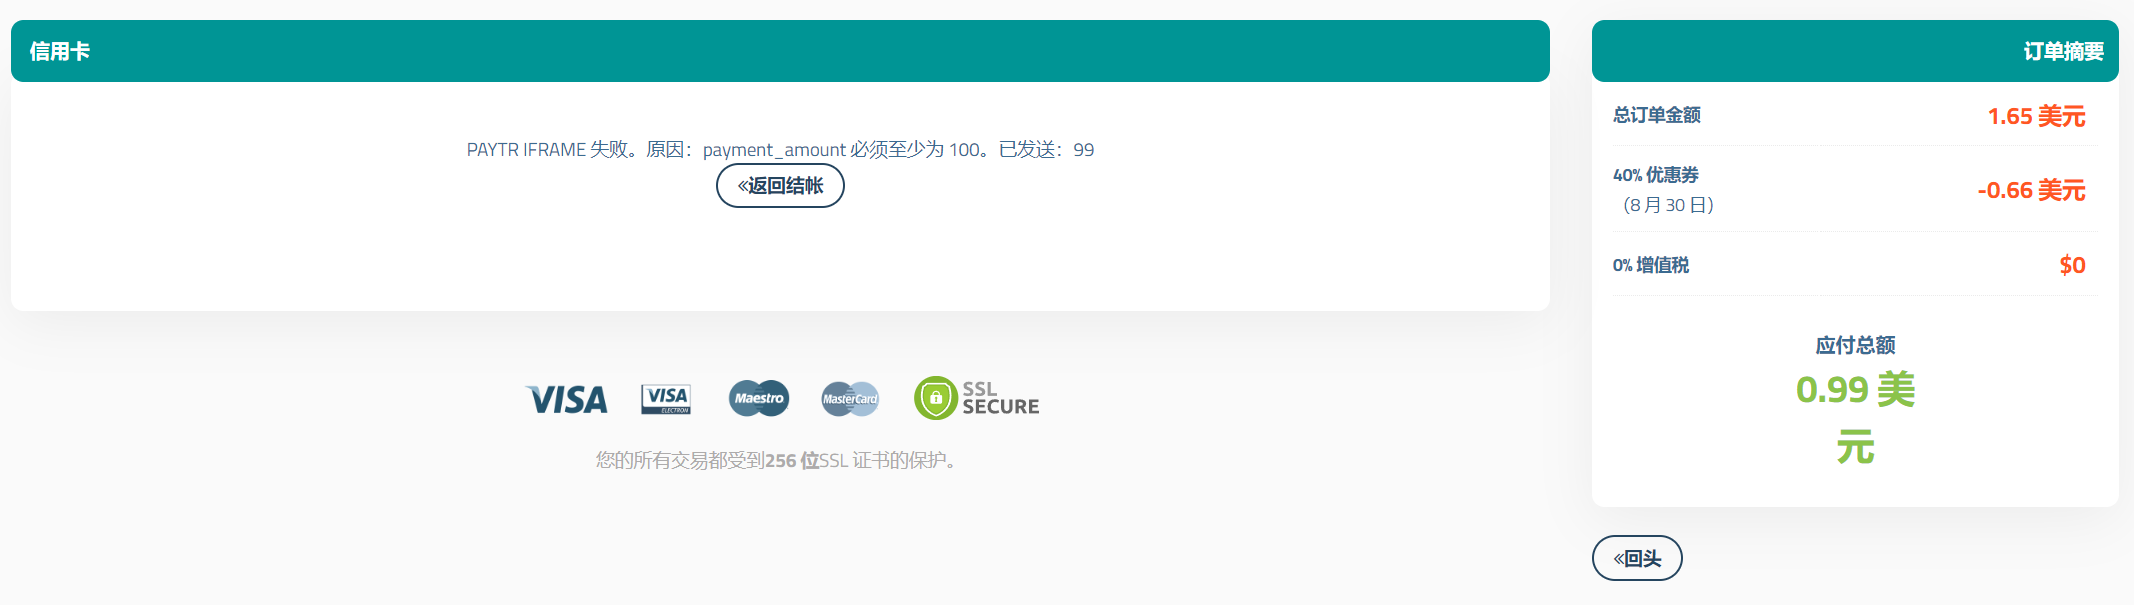 信用卡
PAYTR IFRAME 失败。原因：payment_amount 必须至少为 100。已发送：99
«返回结帐
VISA
VISA
ELECTRON
Maestro
MasterCard
SSL
SECURE
您的所有交易都受到256 位SSL 证书的保护。
订单摘要
总订单金额 1.65 美元
40% 优惠券
（8 月 30 日） -0.66 美元
0% 增值税 $0
应付总额
0.99 美
元
«回头